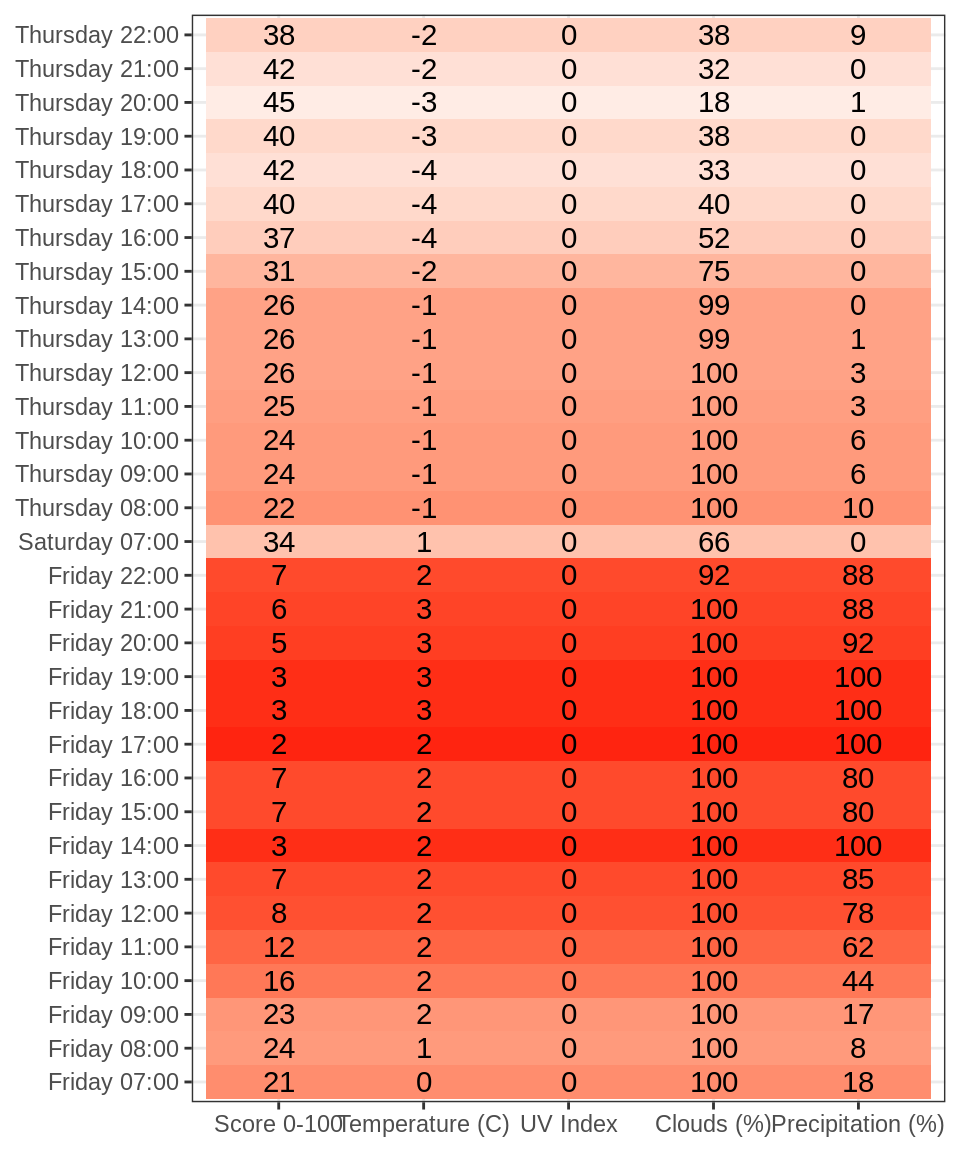 Thursday 22:00 38 -2 0 38 9
Thursday 21:00 42 -2 0 32 0
Thursday 20:00 45 -3 0 18 1
Thursday 19:00 40 -3 0 38 0
Thursday 18:00 42 -4 0 33 0
Thursday 17:00 40 -4 0 40 0
Thursday 16:00 37 -4 0 52 0
Thursday 15:00 31 -2 0 75 0
Thursday 14:00 26 -1 0 99 0
Thursday 13:00 26 -1 0 99 1
Thursday 12:00 26 -1 0 100 3
Thursday 11:00 25 -1 0 100 3
Thursday 10:00 24 -1 0 100 6
Thursday 09:00 24 -1 0 100 6
Thursday 08:00 22 -1 0 100 10
Saturday 07:00 34 1 0 66 0
Friday 22:00 7 2 0 92 88
Friday 21:00 6 3 0 100 88
Friday 20:00 5 3 0 100 92
Friday 19:00 3 3 0 100 100
Friday 18:00 3 3 0 100 100
Friday 17:00 2 2 0 100 100
Friday 16:00 7 2 0 100 80
Friday 15:00 7 2 0 100 80
Friday 14:00 3 2 0 100 100
Friday 13:00 7 2 0 100 85
Friday 12:00 8 2 0 100 78
Friday 11:00 12 2 0 100 62
Friday 10:00 16 2 0 100 44
Friday 09:00 23 2 0 100 17
Friday 08:00 24 1 0 100 8
Friday 07:00 21 0 0 100 18
Score 0-100 Temperature (C) UV Index Clouds (%) Precipitation (%)